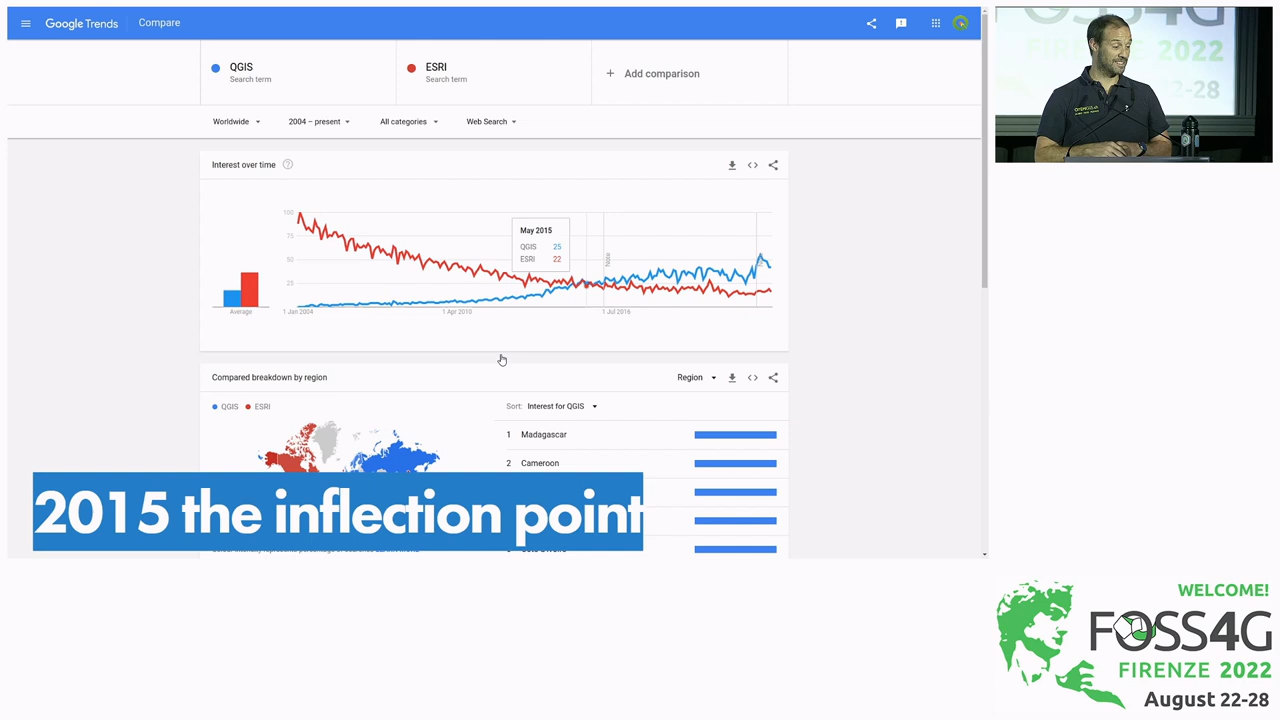 Google Trends Compare
QGIS
Search term
ESRI
Search term
+ Add comparison
Worldwide
2004 – present
All categories
Web Search
Interest over time
100
75
50
25
May 2015
QGIS 25
ESRI 22
Note
Average
1 Jan 2004
1 Apr 2010
1 Jul 2016
Compared breakdown by region
Region
QGIS ESRI
Sort: Interest for QGIS
1 Madagascar
2 Cameroon
2015 the inflection point
FOSS4G
FIRENZE 2022
WELCOME!
FOSS4G
FIRENZE 2022
August 22-28